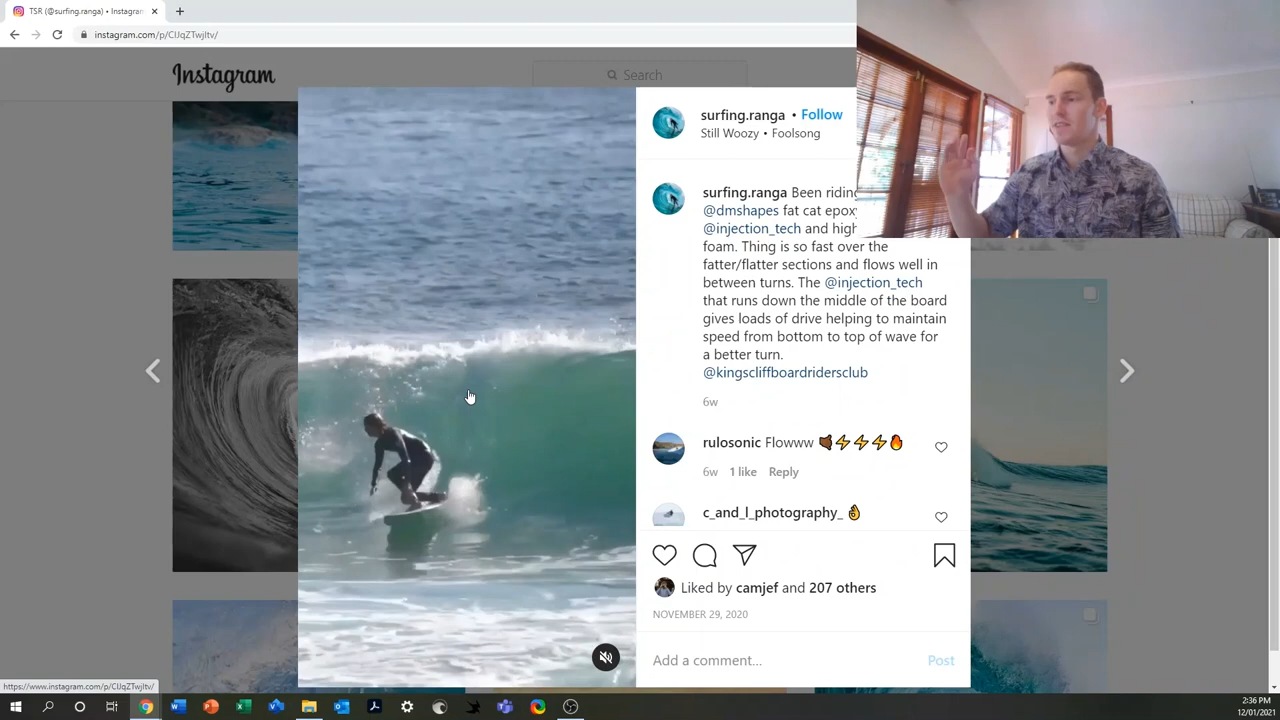 TSR (@surfing.ranga) • Instagram
instagram.com/p/ClJqZTwjltv/
Instagram
Search
surfing.ranga • Follow
Still Woozy • Foolsong
surfing.ranga Been ridin
@dmshapes fat cat epoxy
@injection_tech and high
foam. Thing is so fast over the
fatter/flatter sections and flows well in
between turns. The @injection_tech
that runs down the middle of the board
gives loads of drive helping to maintain
speed from bottom to top of wave for
a better turn.
@kingscliffboardridersclub
6w
rulosonic Flowww
6w 1 like Reply
c_and_l_photography_
Liked by camjef and 207 others
NOVEMBER 29, 2020
Add a comment... Post
https://www.instagram.com/p/ClJqZTwjltv/
2:36 PM
12/01/2021